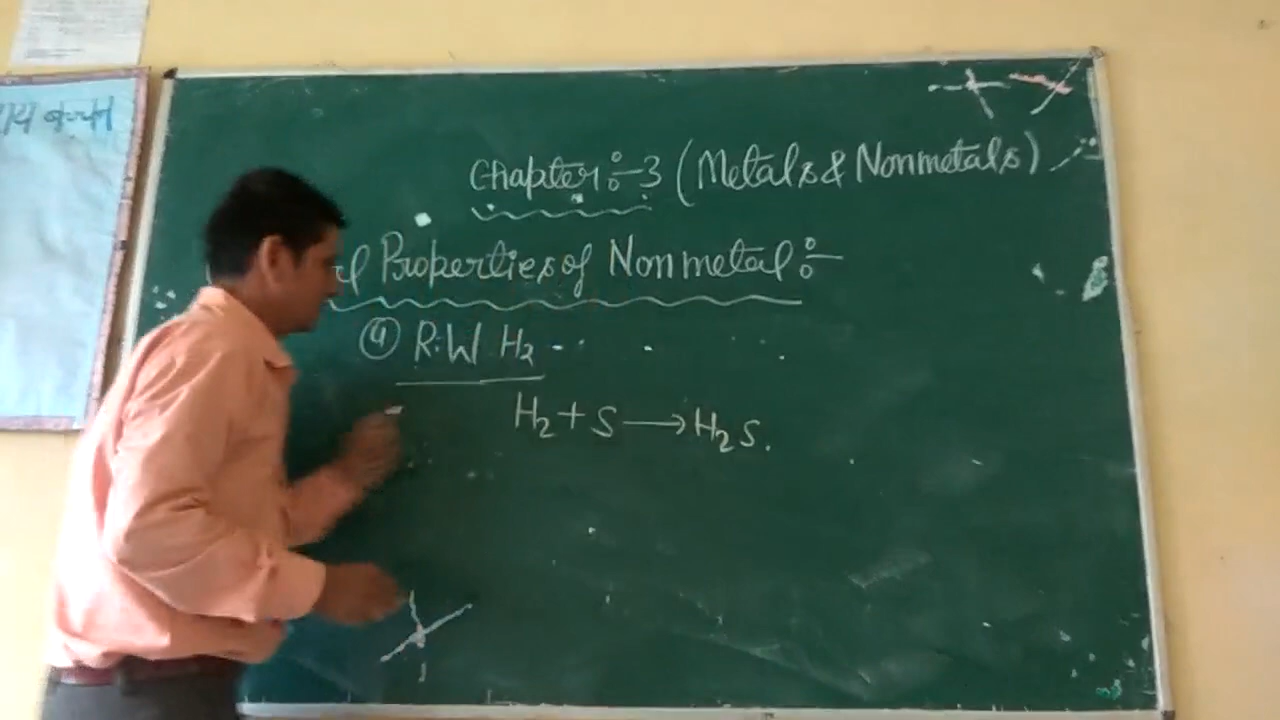 Chapter :- 3 (Metals & Nonmetals)
Properties of Nonmetal :-
(4) R.W H₂
H₂ + S → H₂S.